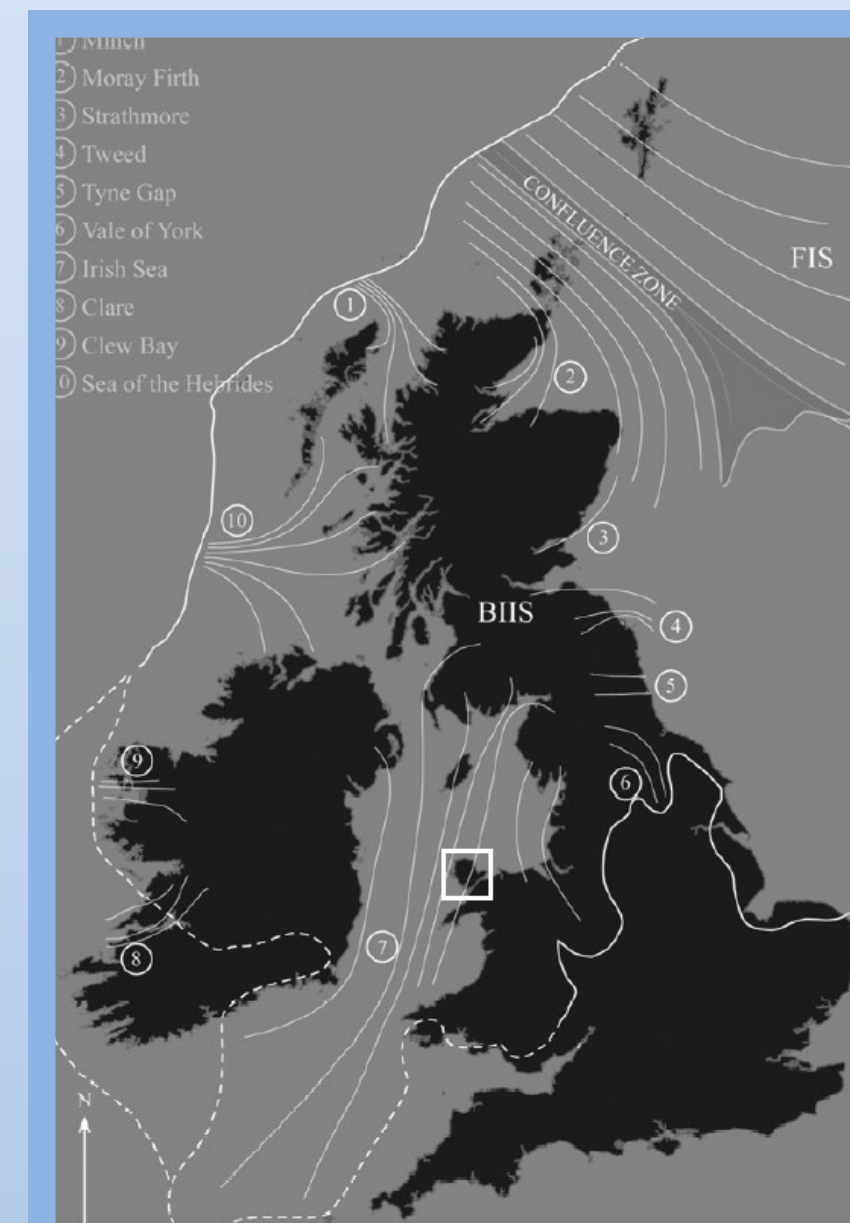 1 Minch
2 Moray Firth
3 Strathmore
4 Tweed
5 Tyne Gap
6 Vale of York
7 Irish Sea
8 Clare
9 Clew Bay
0 Sea of the Hebrides
CONFLUENCE ZONE
FIS
1
2
10
3
BIIS
4
5
9
6
7
8
N